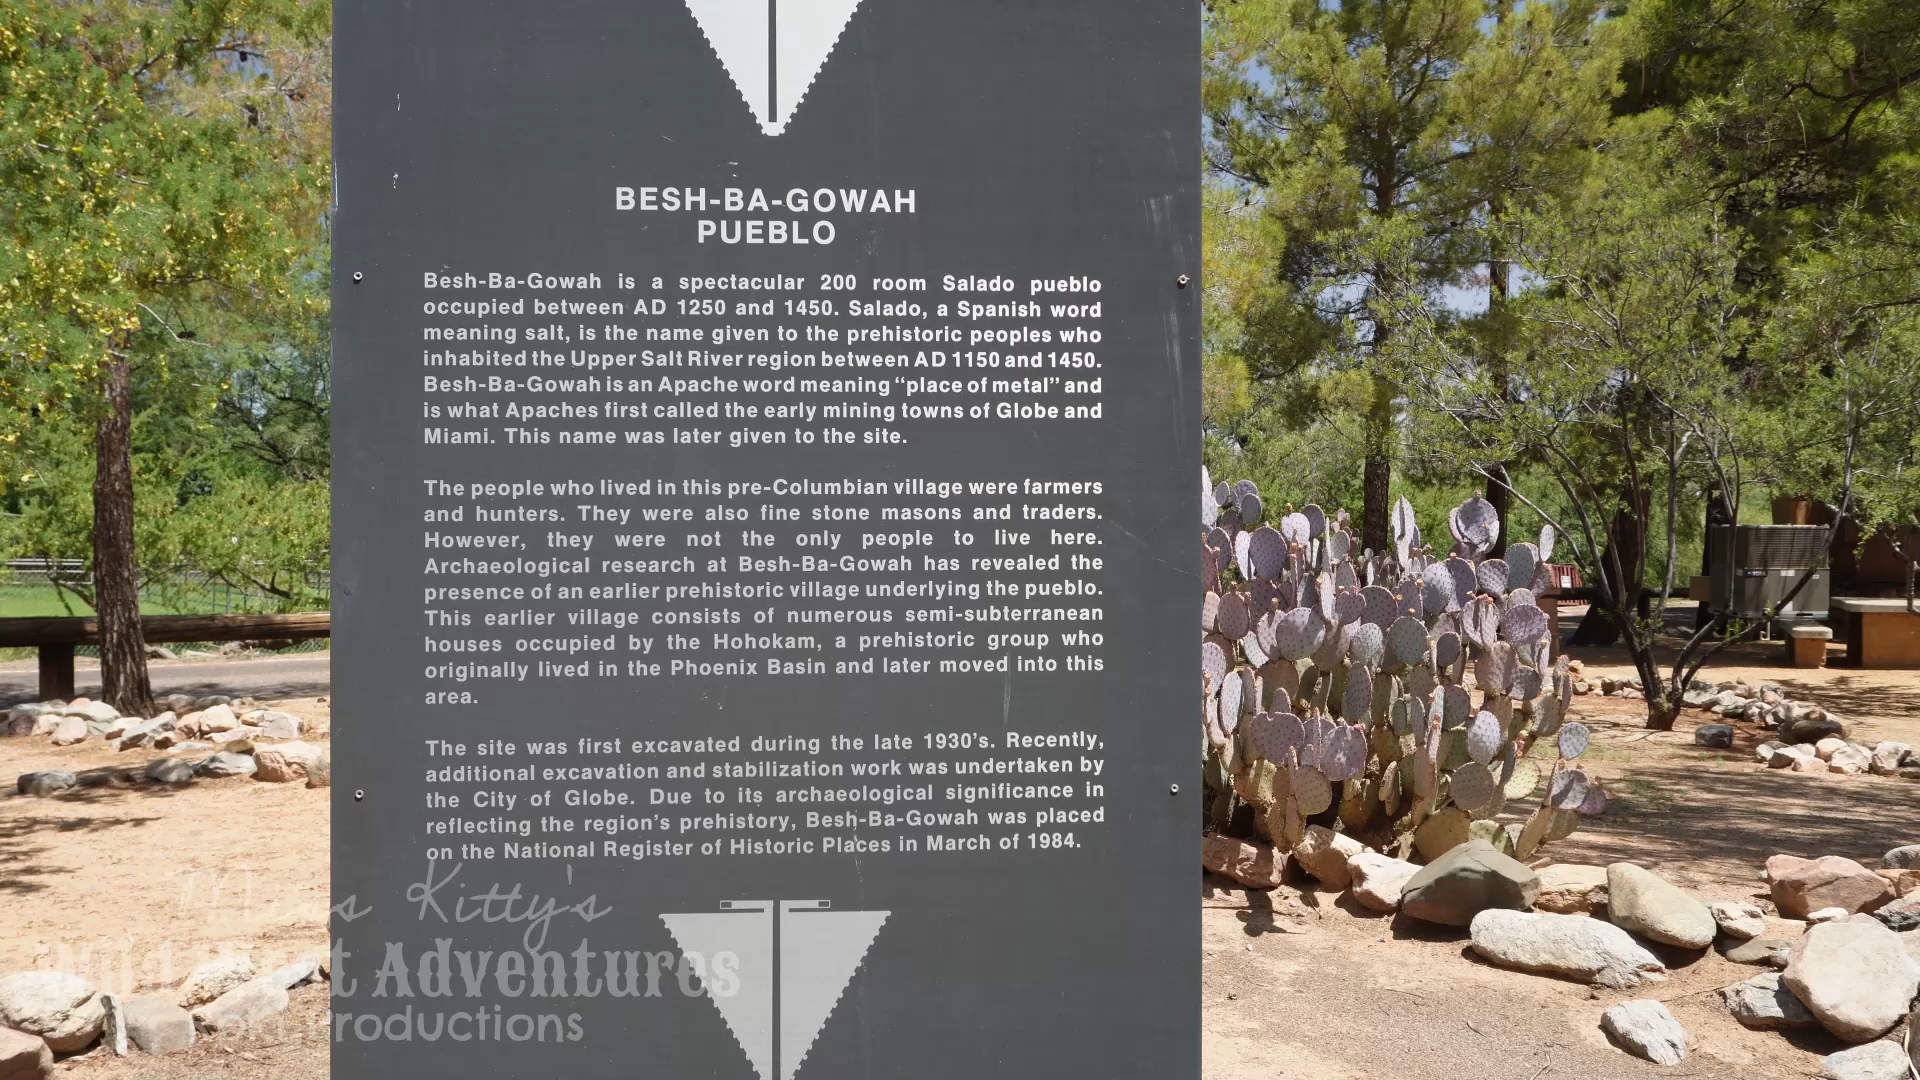 BESH-BA-GOWAH
PUEBLO
Besh-Ba-Gowah is a spectacular 200 room Salado pueblo
occupied between AD 1250 and 1450. Salado, a Spanish word
meaning salt, is the name given to the prehistoric peoples who
inhabited the Upper Salt River region between AD 1150 and 1450.
Besh-Ba-Gowah is an Apache word meaning “place of metal” and
is what Apaches first called the early mining towns of Globe and
Miami. This name was later given to the site.
The people who lived in this pre-Columbian village were farmers
and hunters. They were also fine stone masons and traders.
However, they were not the only people to live here.
Archaeological research at Besh-Ba-Gowah has revealed the
presence of an earlier prehistoric village underlying the pueblo.
This earlier village consists of numerous semi-subterranean
houses occupied by the Hohokam, a prehistoric group who
originally lived in the Phoenix Basin and later moved into this
area.
The site was first excavated during the late 1930’s. Recently,
additional excavation and stabilization work was undertaken by
the City of Globe. Due to its archaeological significance in
reflecting the region’s prehistory, Besh-Ba-Gowah was placed
on the National Register of Historic Places in March of 1984.
Miss Kitty's
Wild West Adventures
Productions